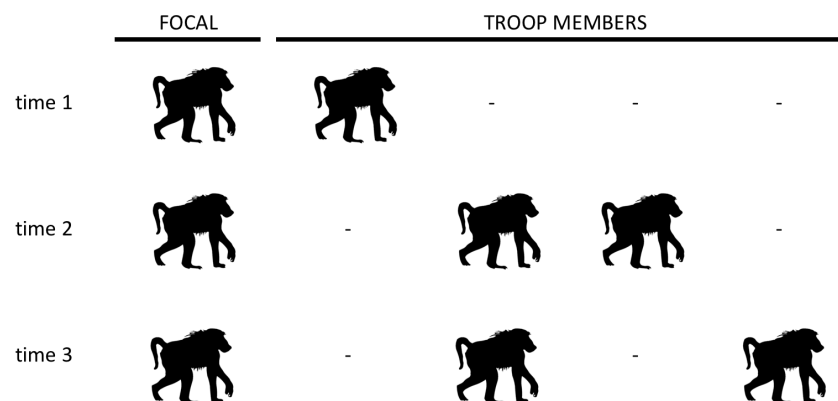 FOCAL TROOP MEMBERS
time 1 - - -
time 2 - -
time 3 - -